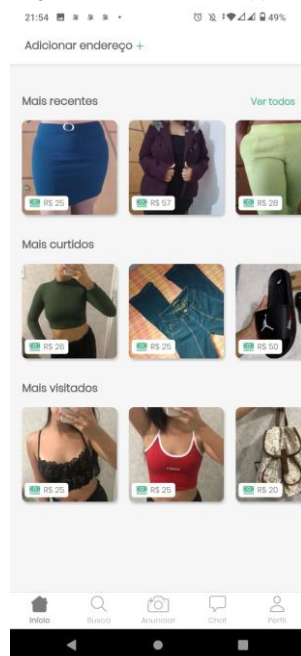 21:54 49%
Adicionar endereço +
Mais recentes Ver todos
R$ 25 R$ 57 R$ 28
Mais curtidos
R$ 26 R$ 25 R$ 50
Mais visitados
R$ 25 R$ 25 R$ 20
Início Busca Anunciar Chat Perfil